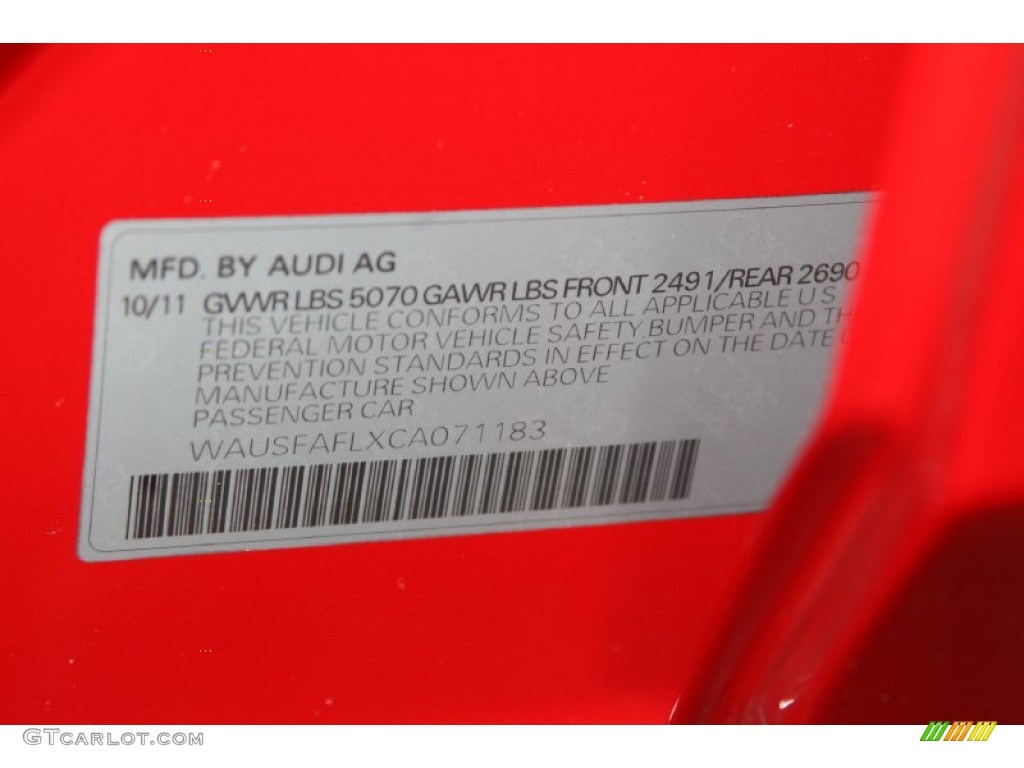 MFD. BY AUDI AG
10/11 GVWR LBS 5070 GAWR LBS FRONT 2491/REAR 2690
THIS VEHICLE CONFORMS TO ALL APPLICABLE U S
FEDERAL MOTOR VEHICLE SAFETY, BUMPER AND TH
PREVENTION STANDARDS IN EFFECT ON THE DATE
MANUFACTURE SHOWN ABOVE
PASSENGER CAR
WAUSFAFLXCA071183
GTCARLOT.COM